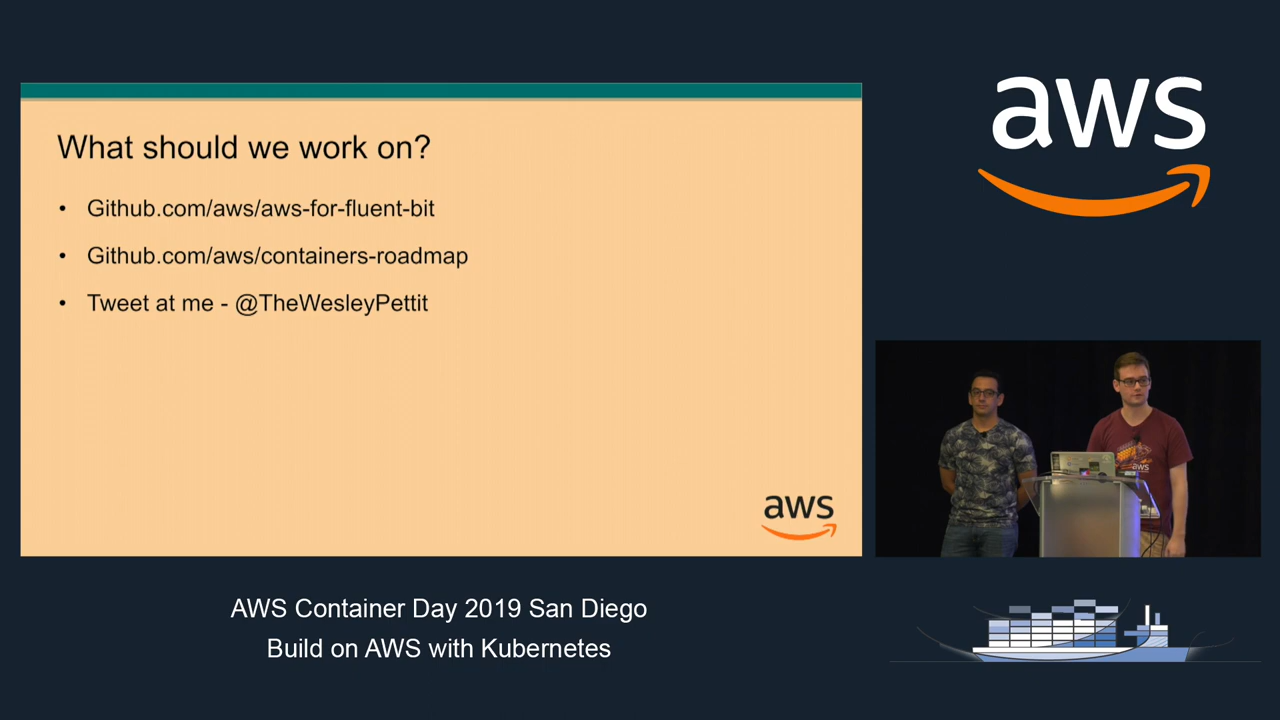 What should we work on?
• Github.com/aws/aws-for-fluent-bit
• Github.com/aws/containers-roadmap
• Tweet at me - @TheWesleyPettit
aws
aws
aws
AWS Container Day 2019 San Diego
Build on AWS with Kubernetes